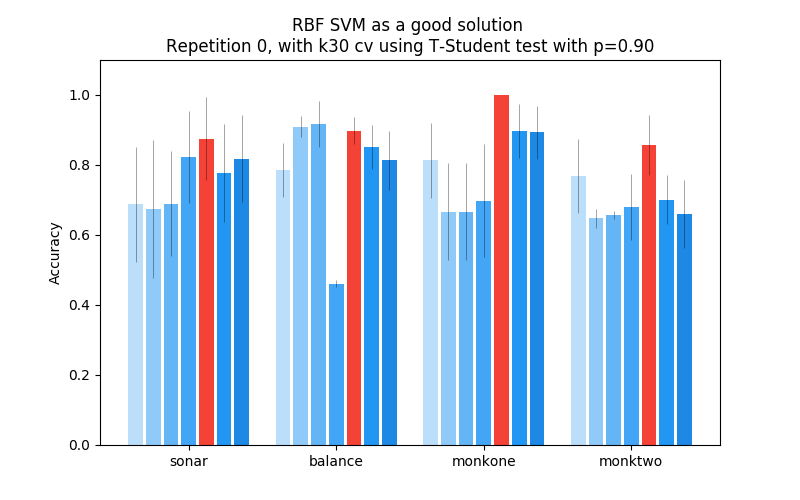 RBF SVM as a good solution
Repetition 0, with k30 cv using T-Student test with p=0.90
Accuracy
1.0
0.8
0.6
0.4
0.2
0.0
sonar balance monkone monktwo